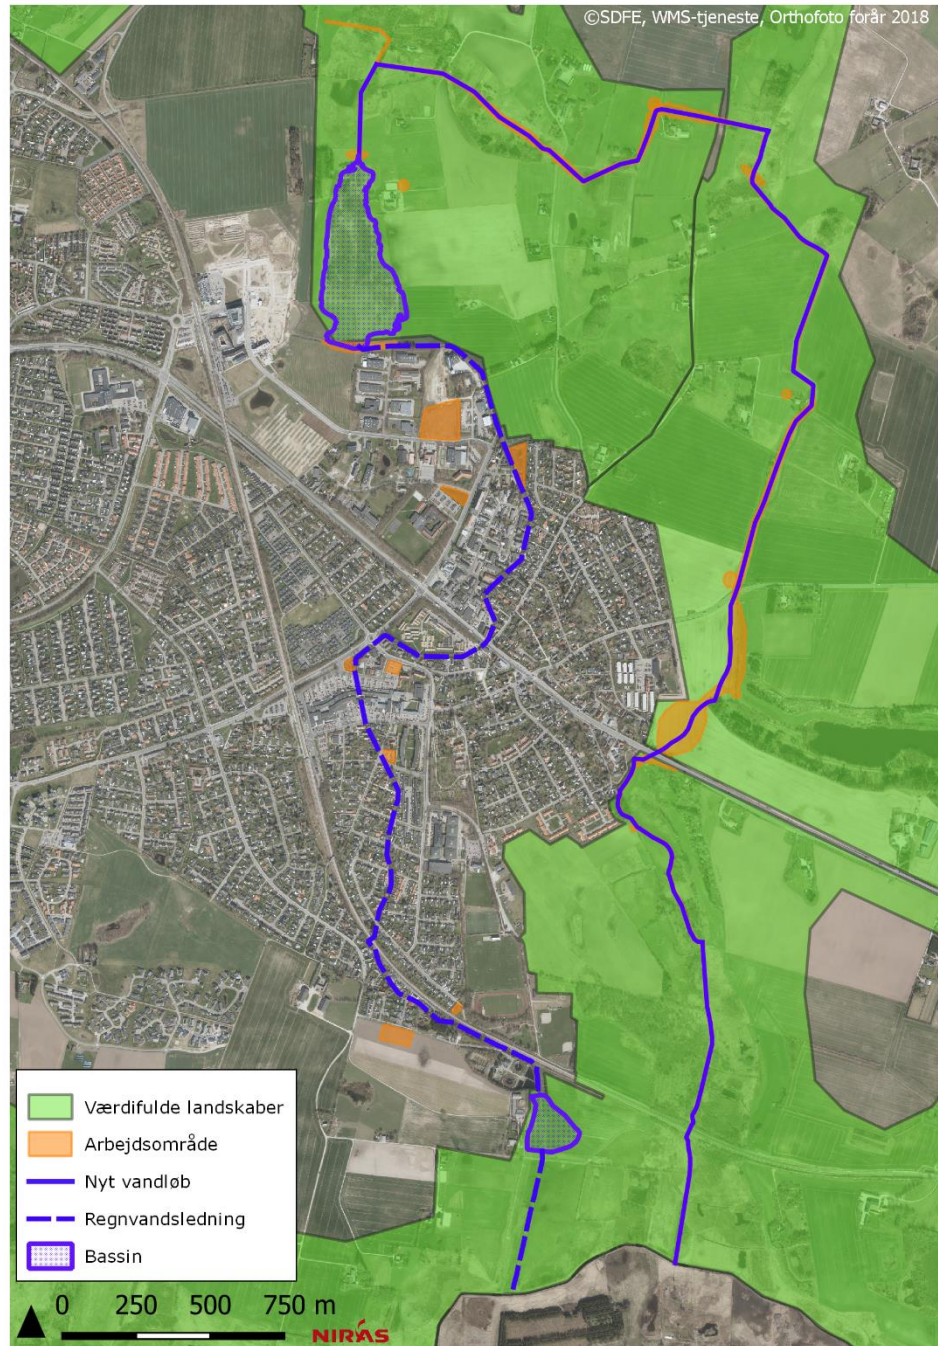 ©SDFE, WMS-tjeneste, Orthofoto forår 2018
Værdifulde landskaber
Arbejdsområde
Nyt vandløb
Regnvandsledning
Bassin
0 250 500 750 m
NIRAS